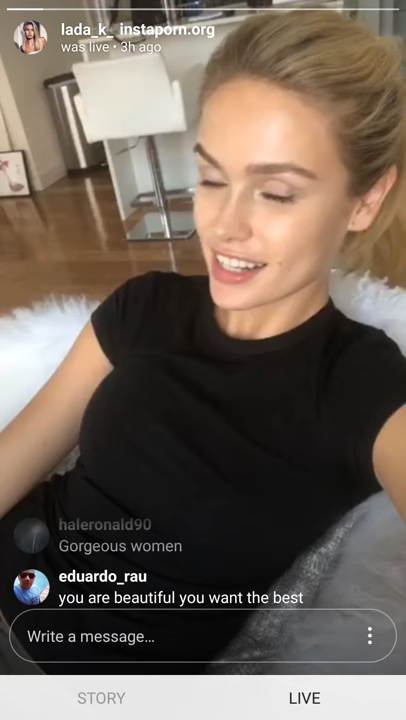 lada_k_ instaporn.org
was live • 3h ago
haleronald90
Gorgeous women
eduardo_rau
you are beautiful you want the best
Write a message...
STORY
LIVE